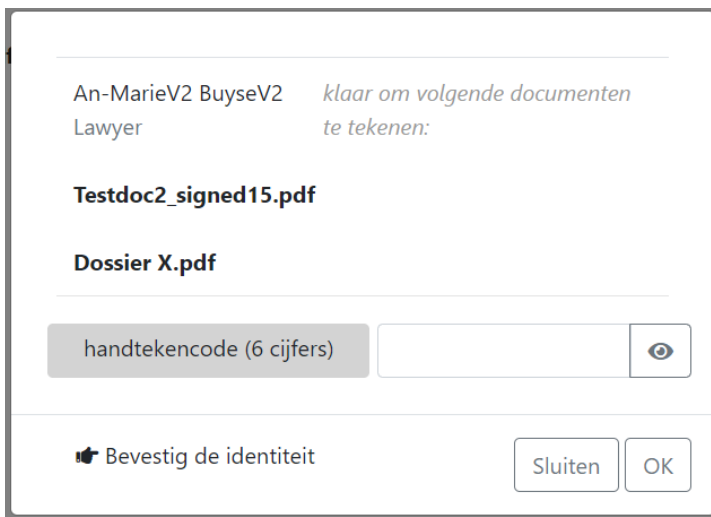 An-MarieV2 BuyseV2
Lawyer
klaar om volgende documenten
te tekenen:
Testdoc2_signed15.pdf
Dossier X.pdf
handtekencode (6 cijfers)
Bevestig de identiteit
Sluiten
OK